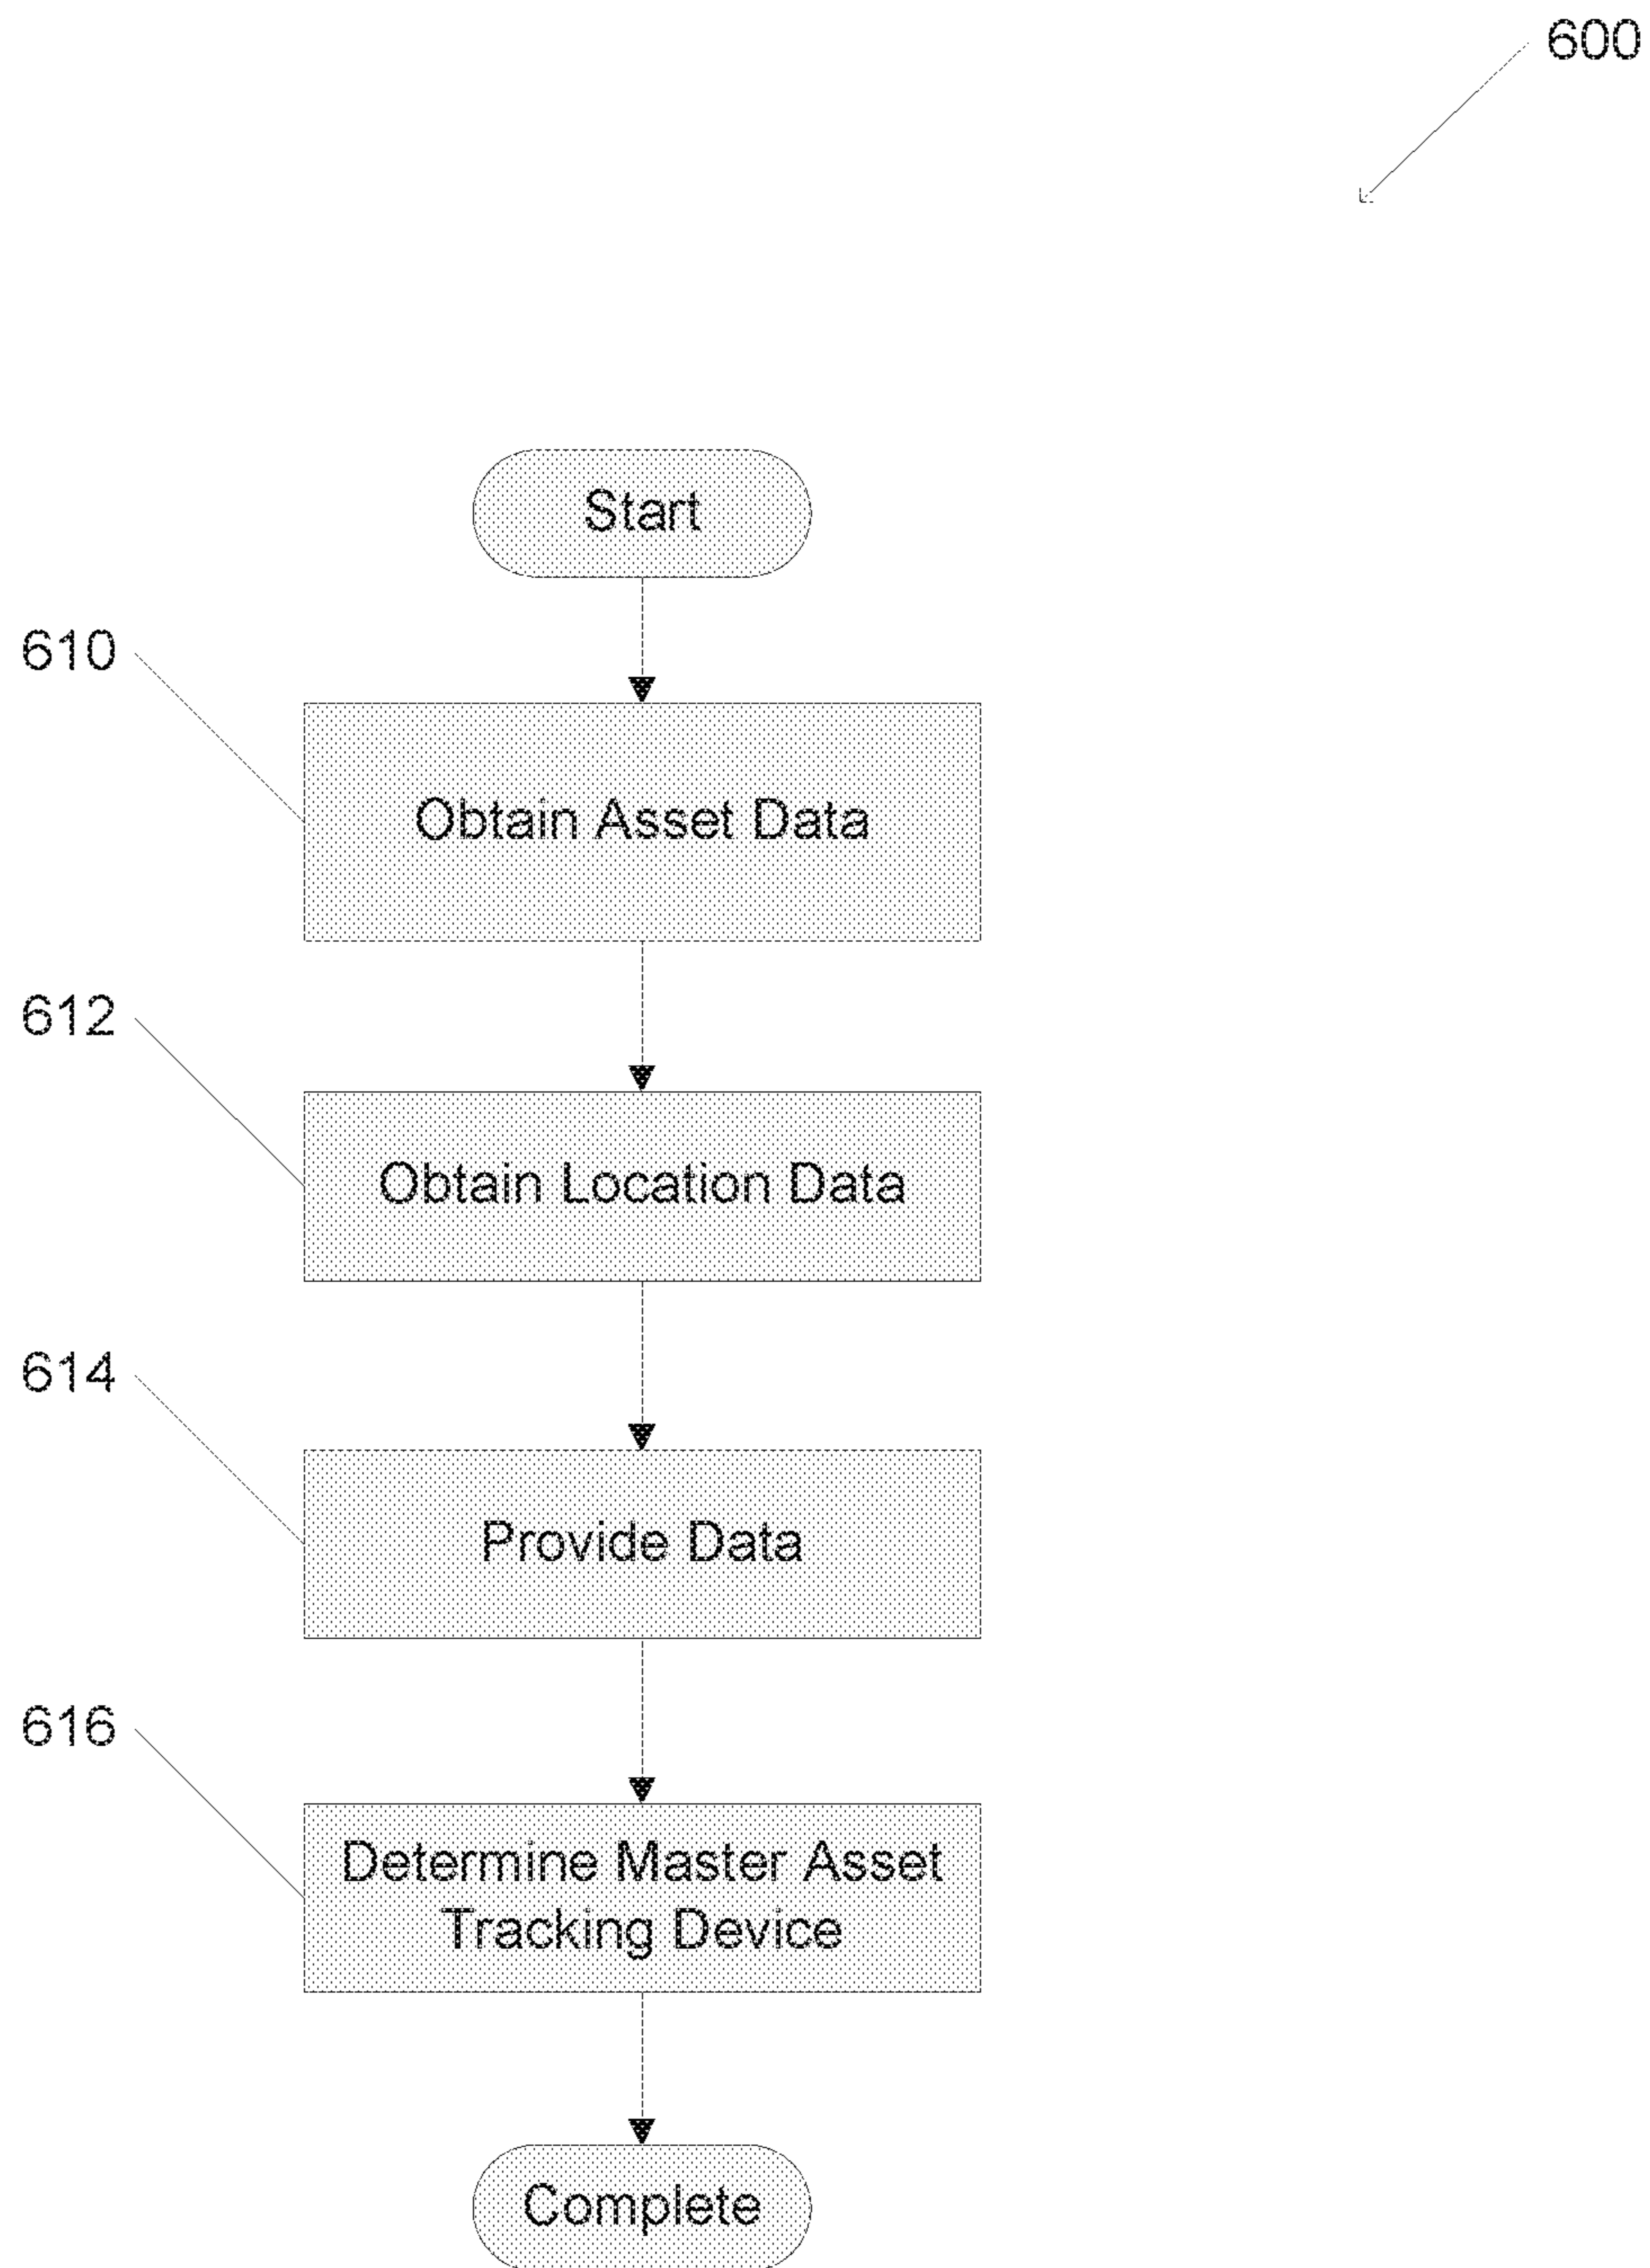 600
Start
610
Obtain Asset Data
612
Obtain Location Data
614
Provide Data
616
Determine Master Asset
Tracking Device
Complete